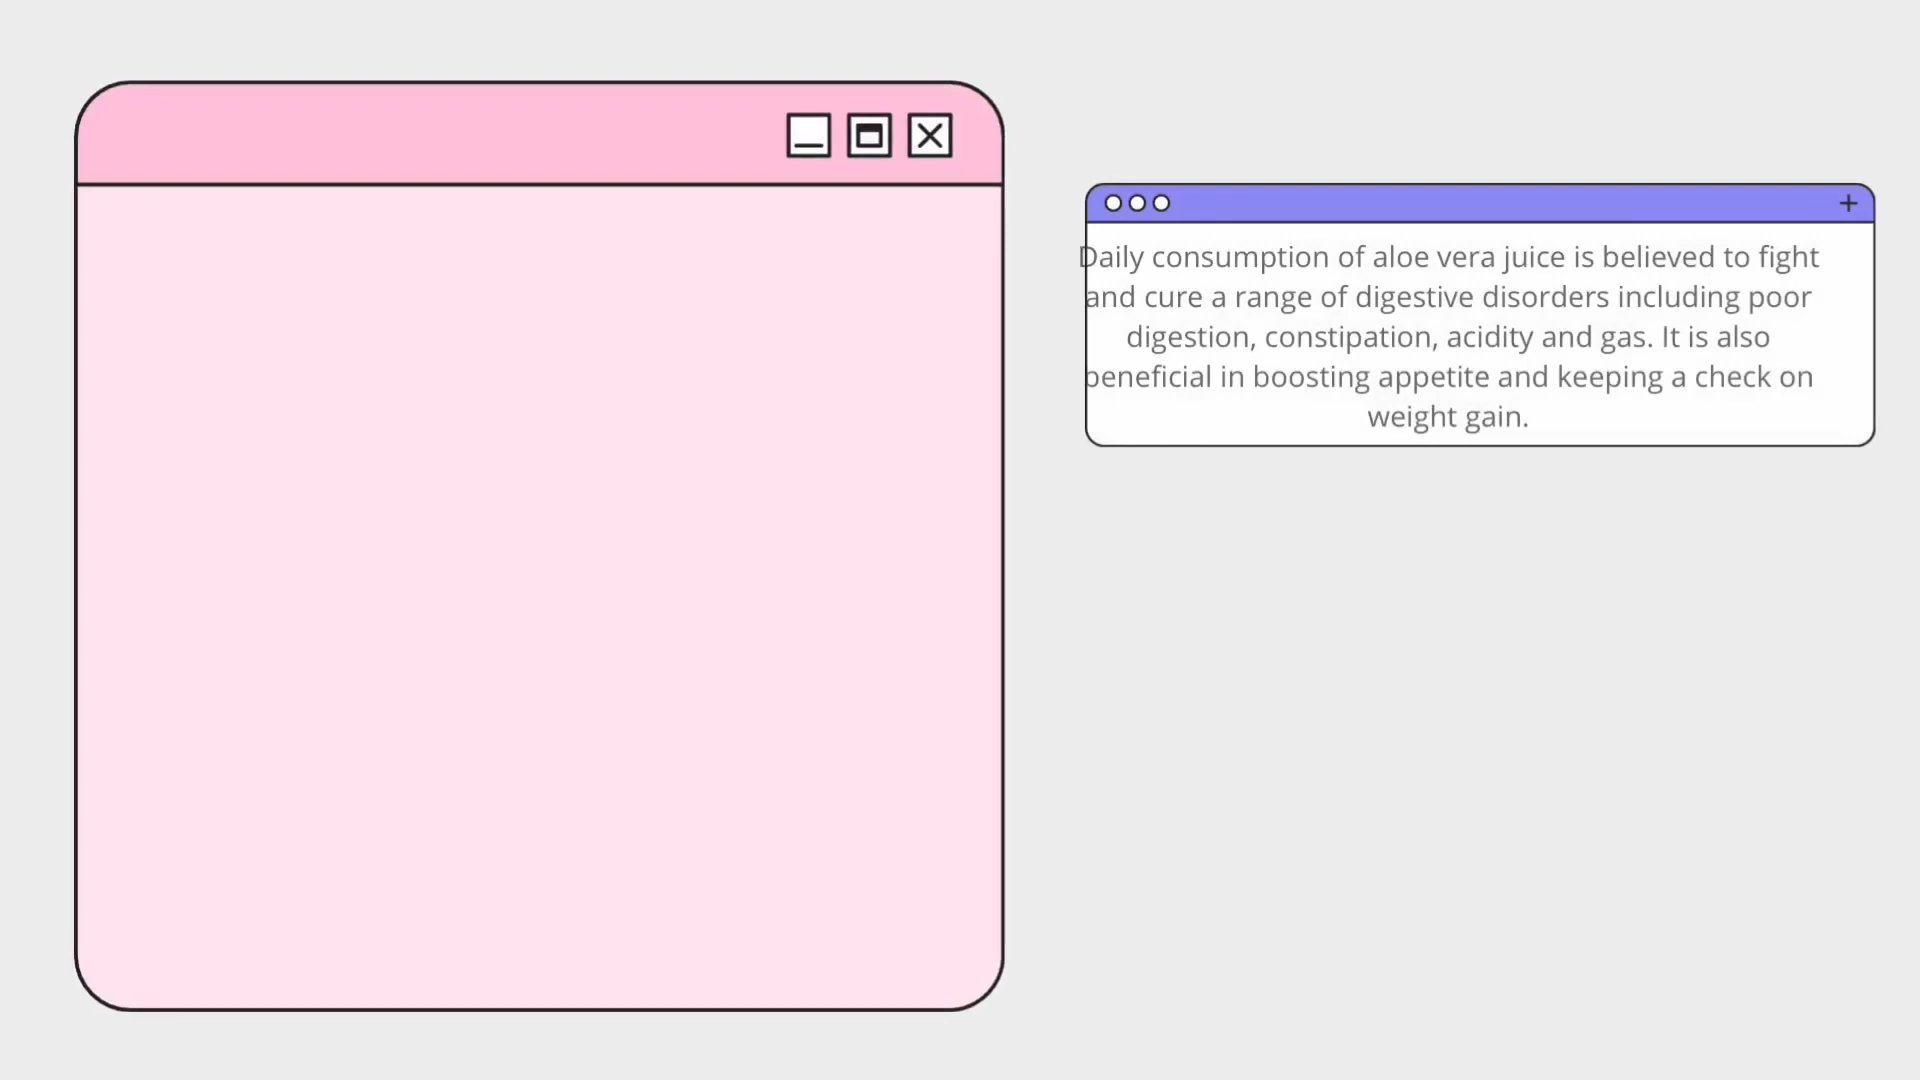 Daily consumption of aloe vera juice is believed to fight
and cure a range of digestive disorders including poor
digestion, constipation, acidity and gas. It is also
beneficial in boosting appetite and keeping a check on
weight gain.